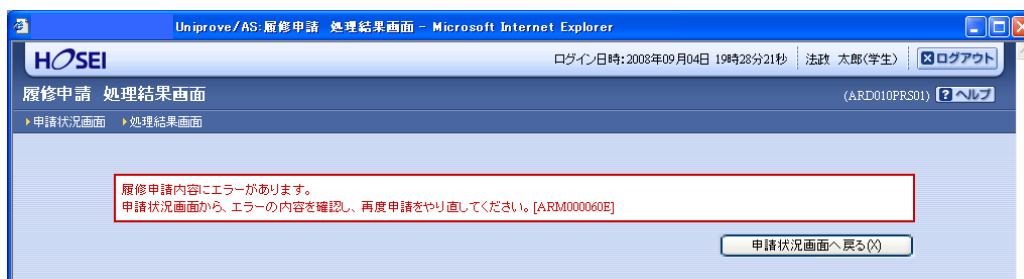 Uniprove/AS:履修申請 処理結果画面 - Microsoft Internet Explorer
HOSEI
ログイン日時:2008年09月04日 19時28分21秒 法政 太郎(学生) ログアウト
履修申請 処理結果画面
(ARD010PRS01) ? ヘルプ
申請状況画面 処理結果画面
履修申請内容にエラーがあります。
申請状況画面から、エラーの内容を確認し、再度申請をやり直してください。[ARM000060E]
申請状況画面へ戻る(X)